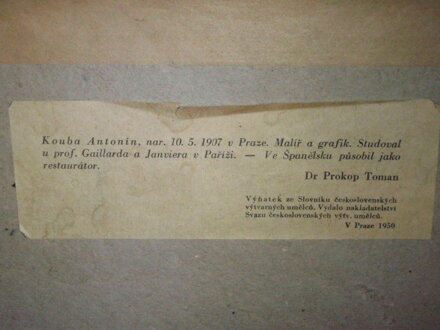 Kouba Antonín, nar. 10. 5. 1907 v Praze. Malíř a grafik. Studoval
u prof. Gaillarda a Janviera v Paříži. — Ve Španělsku působil jako
restaurátor.
Dr Prokop Toman
Výňatek ze Slovníku československých
výtvarných umělců. Vydalo nakladatelství
Svazu československých výtv. umělců.
V Praze 1950